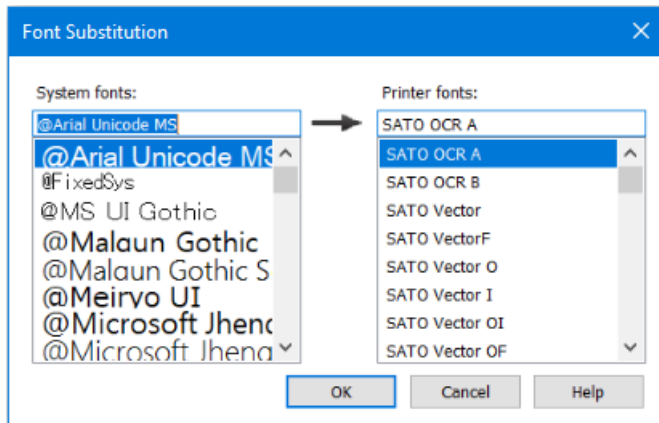 Font Substitution
System fonts:
@Arial Unicode MS
@Arial Unicode MS
@FixedSys
@MS UI Gothic
@Malgun Gothic
@Malgun Gothic S
@Meiryo UI
@Microsoft Jheng
@Microsoft Jheng
Printer fonts:
SATO OCR A
SATO OCR A
SATO OCR B
SATO Vector
SATO VectorF
SATO Vector O
SATO Vector I
SATO Vector OI
SATO Vector OF
OK
Cancel
Help